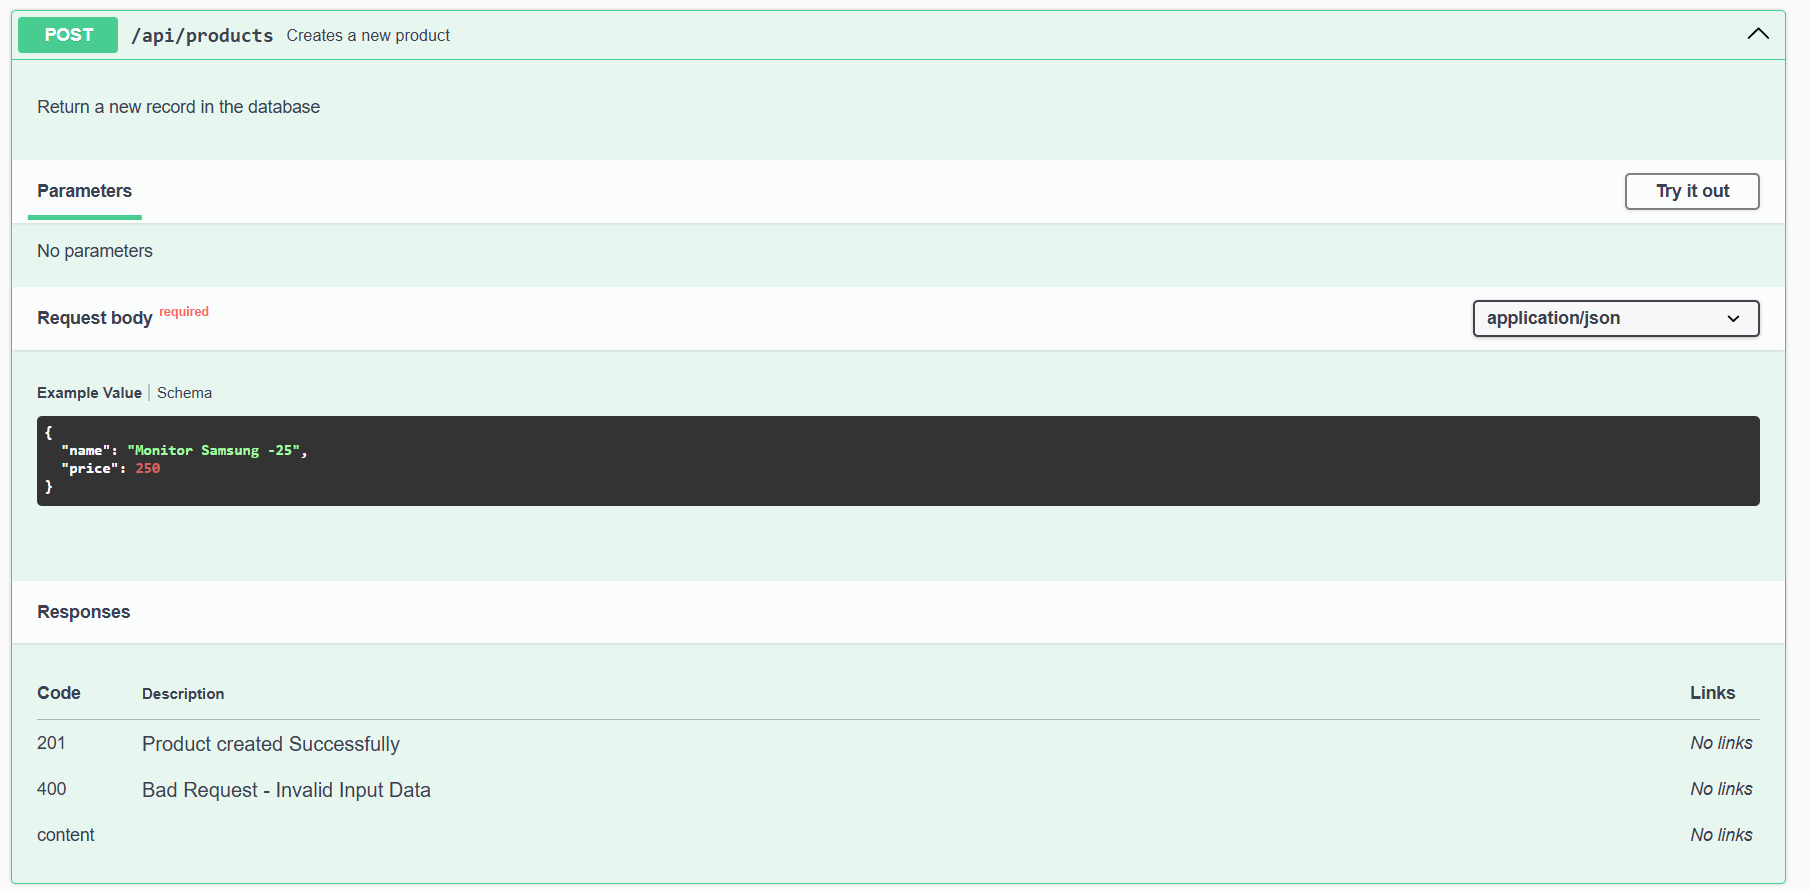 POST /api/products Creates a new product
Return a new record in the database
Parameters
Try it out
No parameters
Request body required
application/json
Example Value | Schema
{
"name": "Monitor Samsung -25",
"price": 250
}
Responses
Code Description Links
201 Product created Successfully No links
400 Bad Request - Invalid Input Data No links
content No links